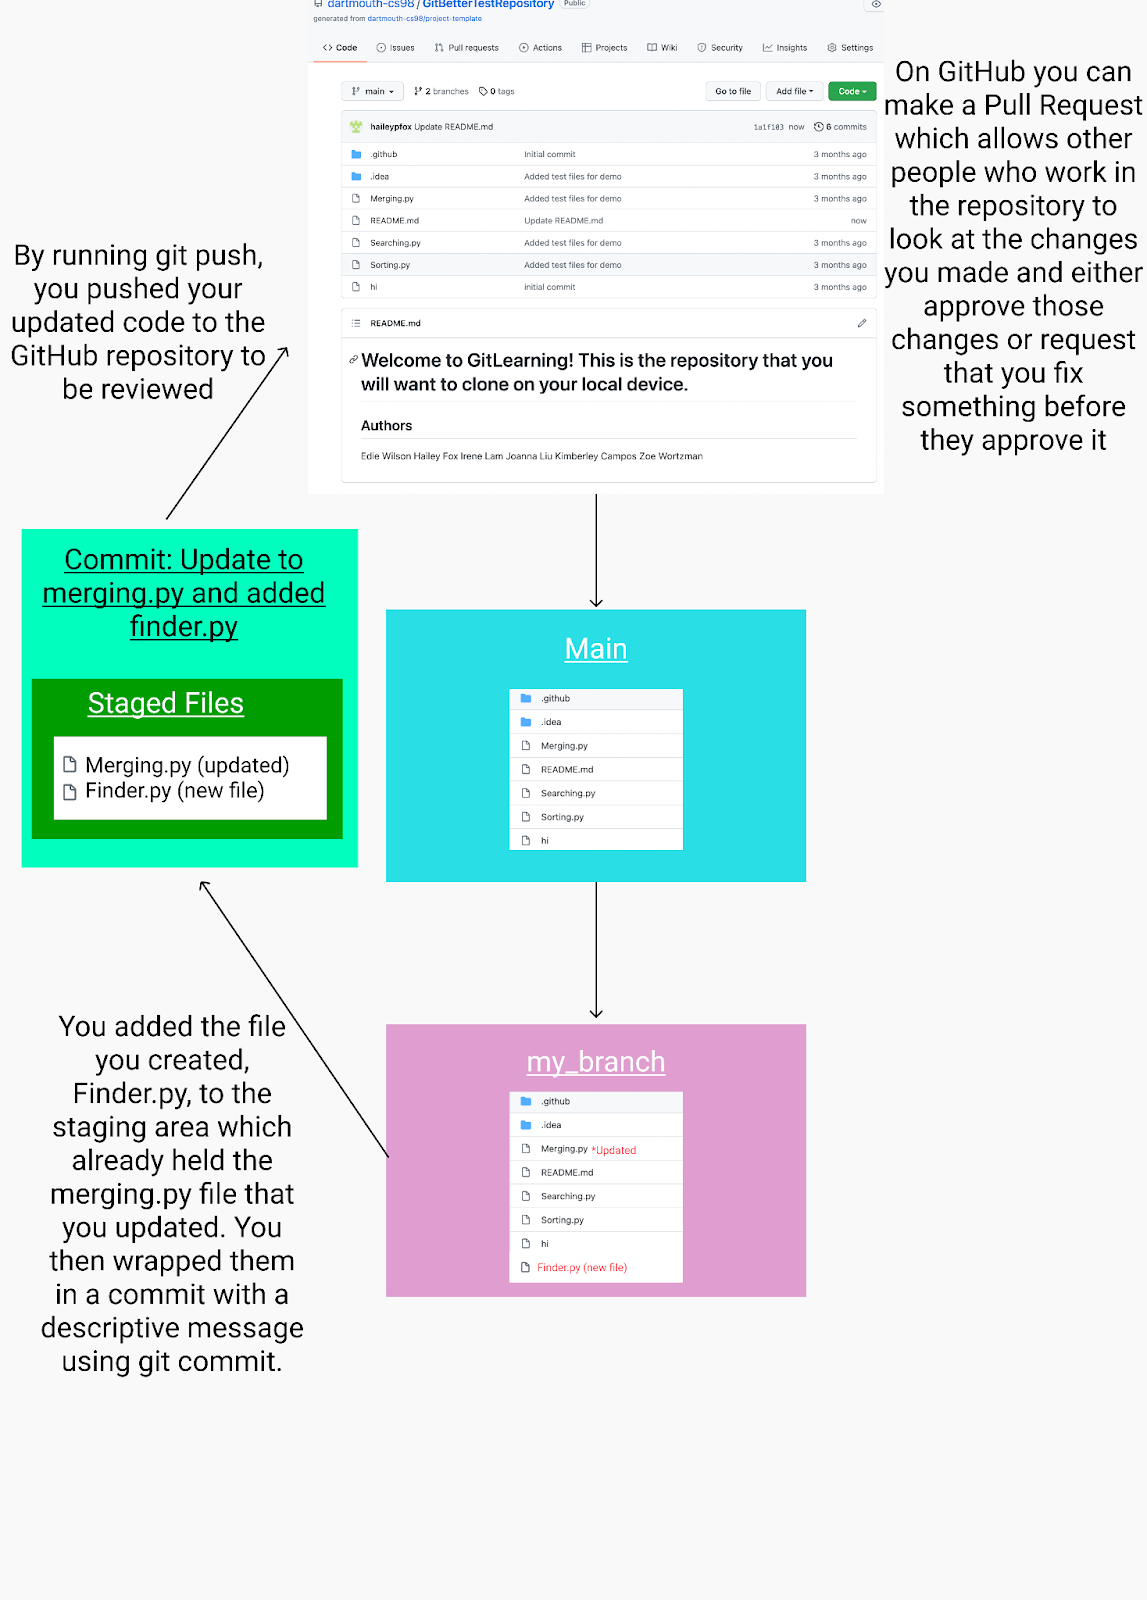 dartmouth-cs98 / GitBetterTestRepository Public
generated from dartmouth-cs98/project-template
Code Issues Pull requests Actions Projects Wiki Security Insights Settings
main 2 branches 0 tags Go to file Add file Code
haileypfox Update README.md 1a1f103 now 6 commits
.github Initial commit 3 months ago
.idea Added test files for demo 3 months ago
Merging.py Added test files for demo 3 months ago
README.md Update README.md now
Searching.py Added test files for demo 3 months ago
Sorting.py Added test files for demo 3 months ago
hi initial commit 3 months ago
README.md
Welcome to GitLearning! This is the repository that you
will want to clone on your local device.
Authors
Edie Wilson Hailey Fox Irene Lam Joanna Liu Kimberley Campos Zoe Wortzman
On GitHub you can
make a Pull Request
which allows other
people who work in
the repository to
look at the changes
you made and either
approve those
changes or request
that you fix
something before
they approve it
By running git push,
you pushed your
updated code to the
GitHub repository to
be reviewed
Commit: Update to
merging.py and added
finder.py
Staged Files
Merging.py (updated)
Finder.py (new file)
Main
.github
.idea
Merging.py
README.md
Searching.py
Sorting.py
hi
my_branch
.github
.idea
Merging.py *Updated
README.md
Searching.py
Sorting.py
hi
Finder.py (new file)
You added the file
you created,
Finder.py, to the
staging area which
already held the
merging.py file that
you updated. You
then wrapped them
in a commit with a
descriptive message
using git commit.